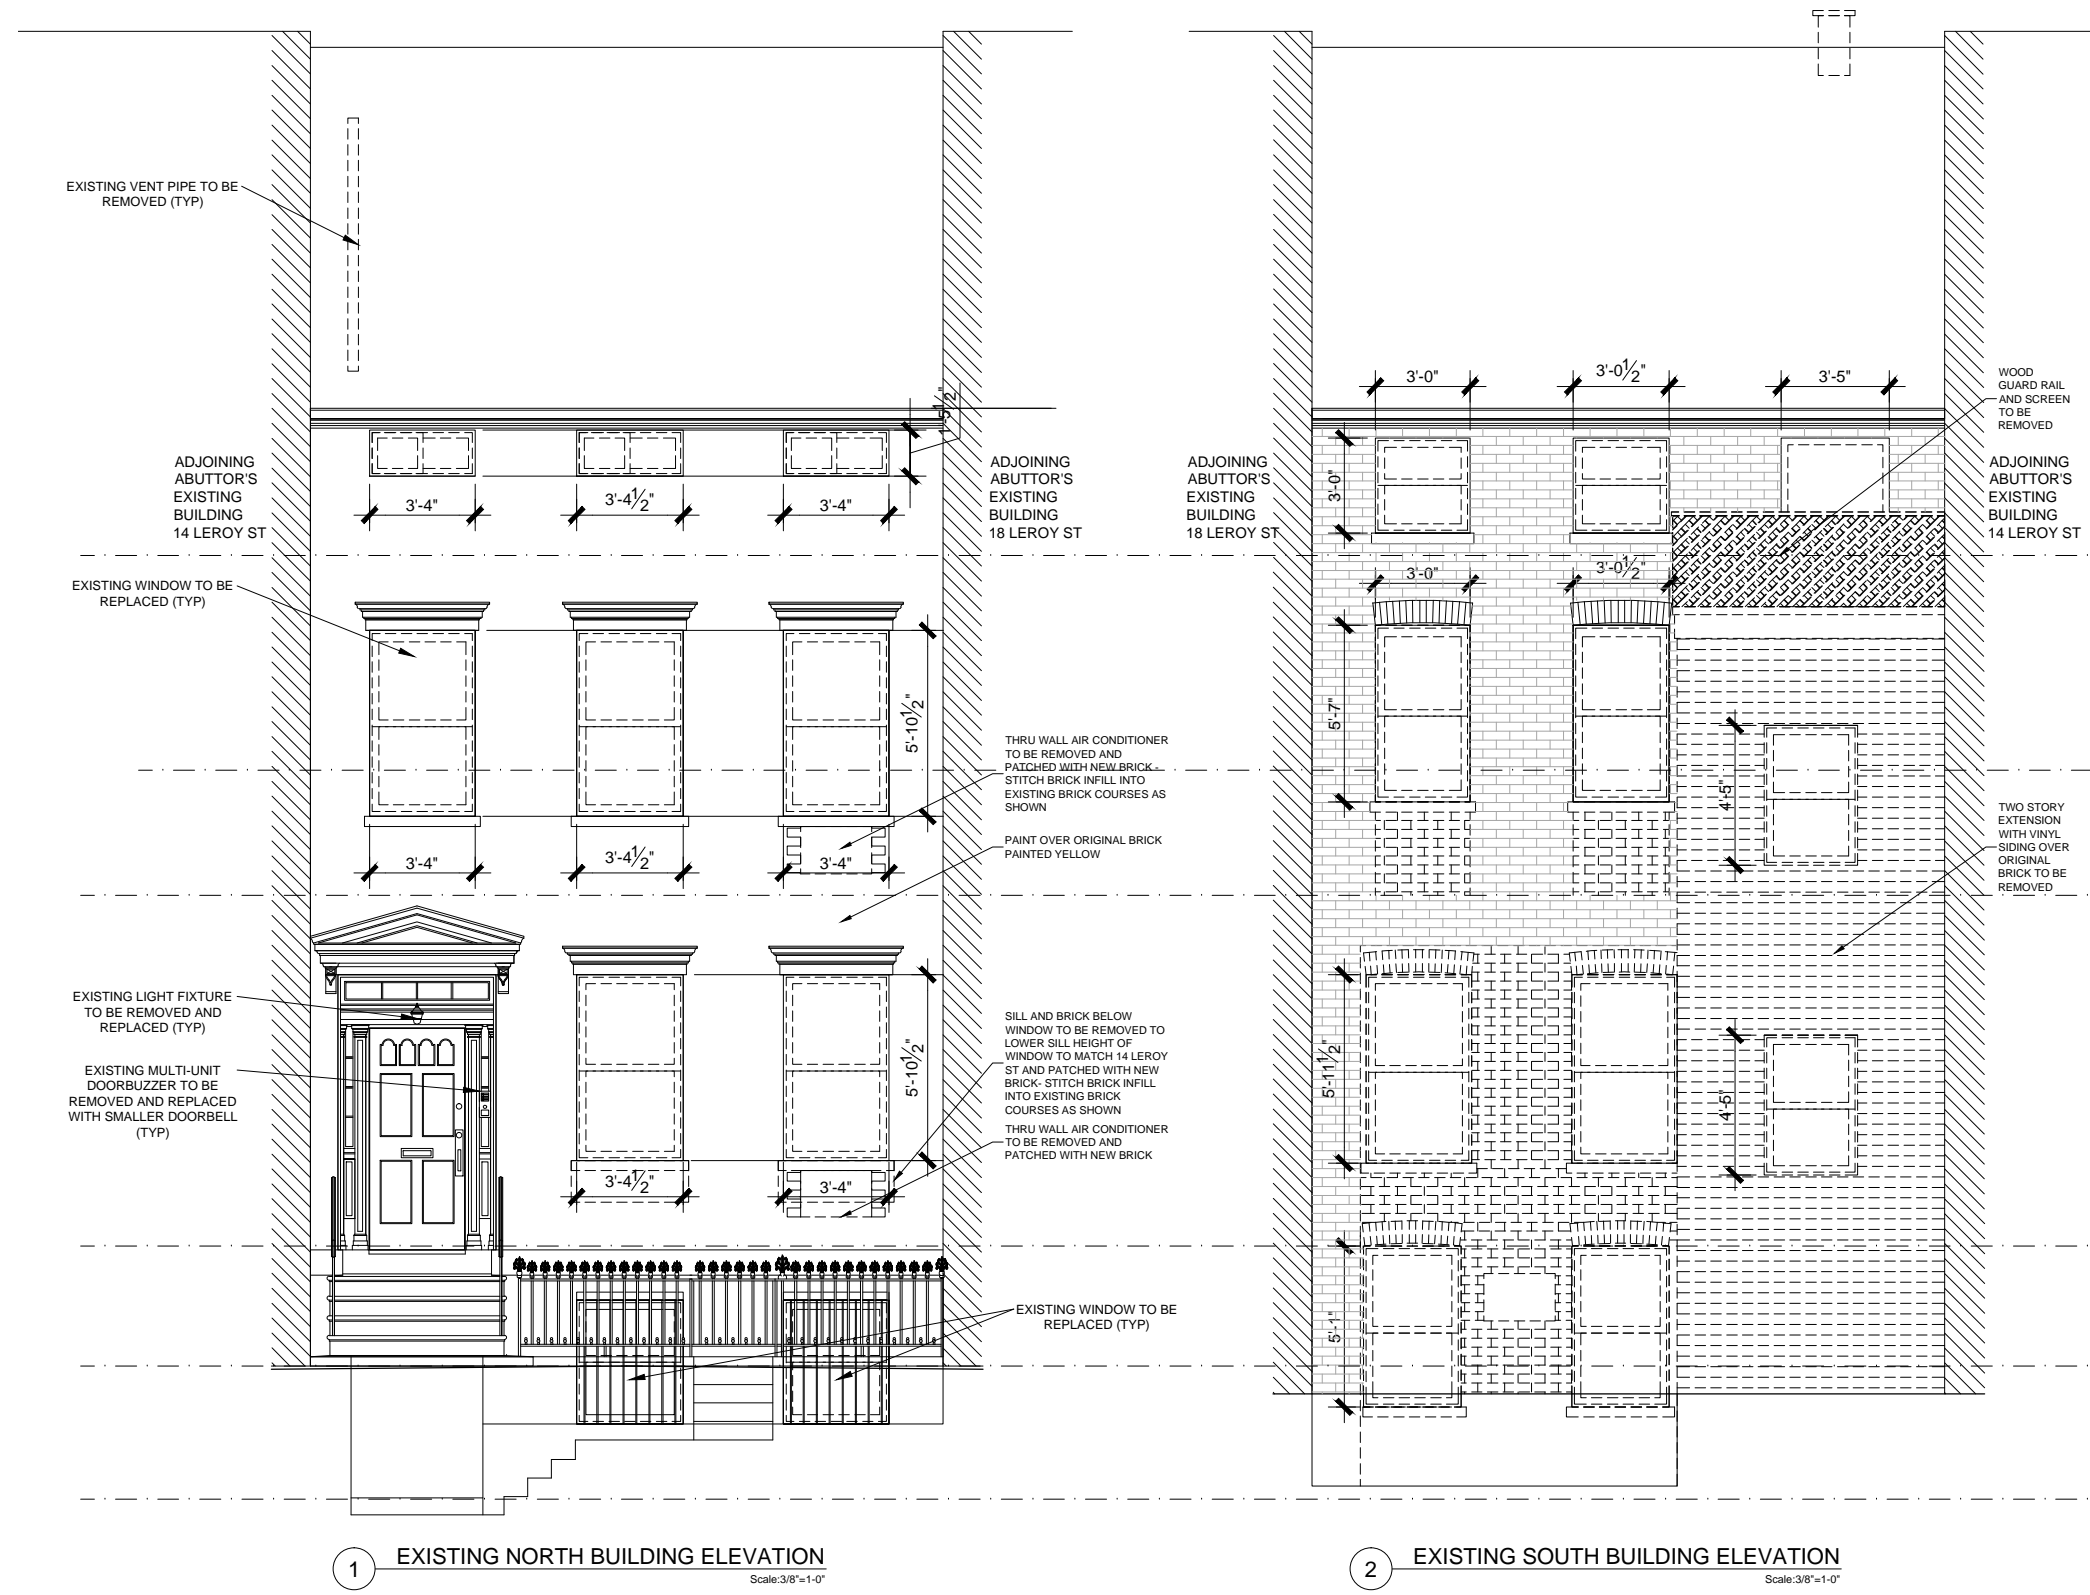 EXISTING VENT PIPE TO BE
REMOVED (TYP)
1'-5 1/2"
ADJOINING
ABUTTOR'S
EXISTING
BUILDING
14 LEROY ST
3'-4"
3'-4 1/2"
3'-4"
ADJOINING
ABUTTOR'S
EXISTING
BUILDING
18 LEROY ST
EXISTING WINDOW TO BE
REPLACED (TYP)
5'-10 1/2"
3'-4"
3'-4 1/2"
3'-4"
THRU WALL AIR CONDITIONER
TO BE REMOVED AND
PATCHED WITH NEW BRICK -
STITCH BRICK INFILL INTO
EXISTING BRICK COURSES AS
SHOWN
PAINT OVER ORIGINAL BRICK
PAINTED YELLOW
EXISTING LIGHT FIXTURE
TO BE REMOVED AND
REPLACED (TYP)
EXISTING MULTI-UNIT
DOORBUZZER TO BE
REMOVED AND REPLACED
WITH SMALLER DOORBELL
(TYP)
5'-10 1/2"
3'-4 1/2"
3'-4"
SILL AND BRICK BELOW
WINDOW TO BE REMOVED TO
LOWER SILL HEIGHT OF
WINDOW TO MATCH 14 LEROY
ST AND PATCHED WITH NEW
BRICK- STITCH BRICK INFILL
INTO EXISTING BRICK
COURSES AS SHOWN
THRU WALL AIR CONDITIONER
TO BE REMOVED AND
PATCHED WITH NEW BRICK
EXISTING WINDOW TO BE
REPLACED (TYP)
1
EXISTING NORTH BUILDING ELEVATION
Scale:3/8"=1-0"
3'-0"
3'-0 1/2"
3'-5"
WOOD
GUARD RAIL
AND SCREEN
TO BE
REMOVED
ADJOINING
ABUTTOR'S
EXISTING
BUILDING
18 LEROY ST
3'-0"
ADJOINING
ABUTTOR'S
EXISTING
BUILDING
14 LEROY ST
3'-0"
3'-0 1/2"
5'-7"
4'-5"
TWO STORY
EXTENSION
WITH VINYL
SIDING OVER
ORIGINAL
BRICK TO BE
REMOVED
5'-11 1/2"
4'-5"
5'-1"
2
EXISTING SOUTH BUILDING ELEVATION
Scale:3/8"=1-0"